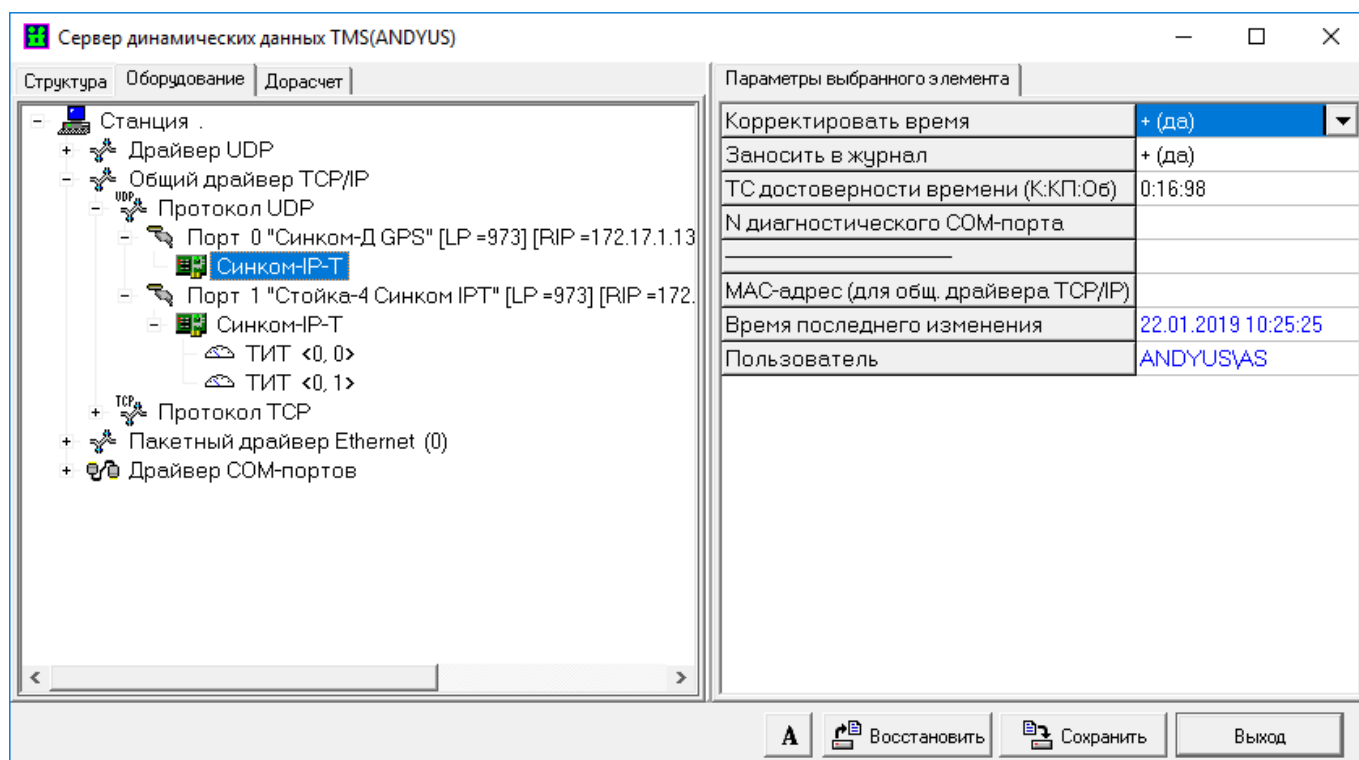 Сервер динамических данных TMS(ANDYUS)
Структура Оборудование Дорасчет
Станция .
Драйвер UDP
Общий драйвер TCP/IP
UDP Протокол UDP
Порт 0 "Синком-Д GPS" [LP =973] [RIP =172.17.1.13
Синком-IP-T
Порт 1 "Стойка-4 Синком IPT" [LP =973] [RIP =172.
Синком-IP-T
ТИТ <0, 0>
ТИТ <0, 1>
TCP Протокол TCP
Пакетный драйвер Ethernet (0)
Драйвер COM-портов
Параметры выбранного элемента
Корректировать время + (да)
Заносить в журнал + (да)
ТС достоверности времени (К:КП:Об) 0:16:98
N диагностического COM-порта
MAC-адрес (для общ. драйвера TCP/IP)
Время последнего изменения 22.01.2019 10:25:25
Пользователь ANDYUS\AS
A Восстановить Сохранить Выход